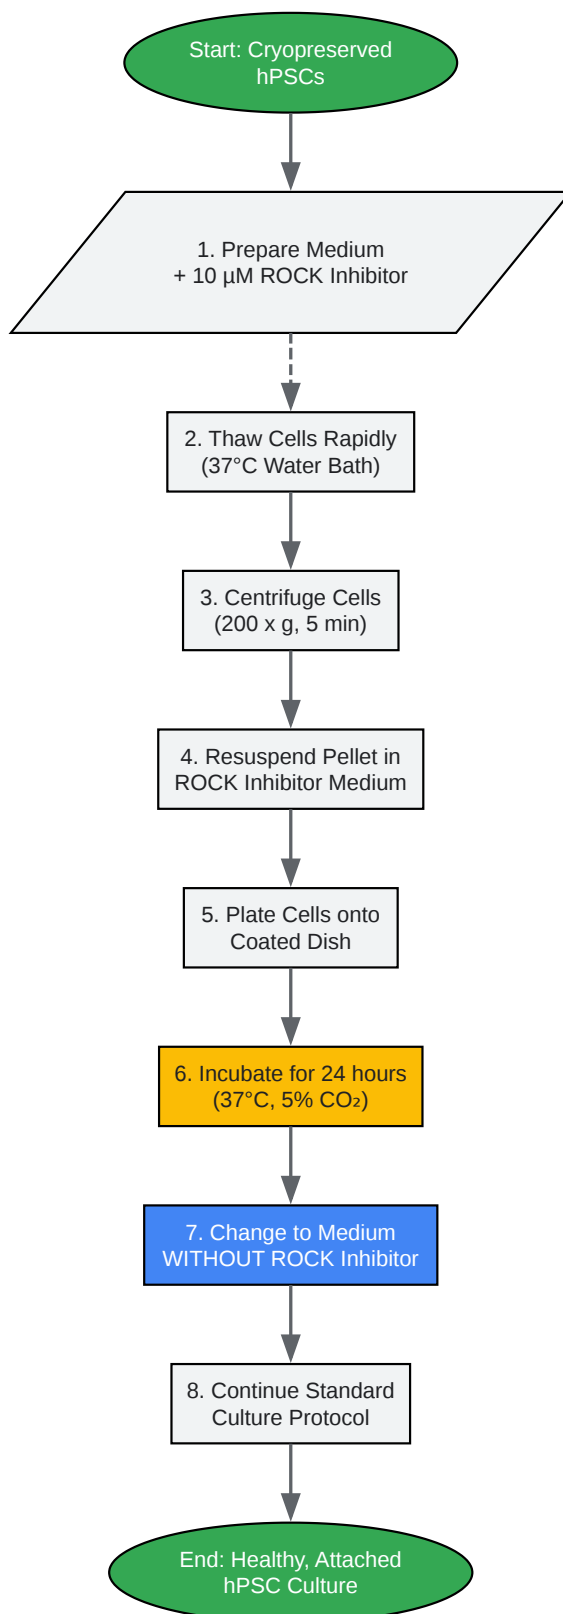 Start: Cryopreserved
hPSCs
1. Prepare Medium
+ 10 µM ROCK Inhibitor
2. Thaw Cells Rapidly
(37°C Water Bath)
3. Centrifuge Cells
(200 x g, 5 min)
4. Resuspend Pellet in
ROCK Inhibitor Medium
5. Plate Cells onto
Coated Dish
6. Incubate for 24 hours
(37°C, 5% CO₂)
7. Change to Medium
WITHOUT ROCK Inhibitor
8. Continue Standard
Culture Protocol
End: Healthy, Attached
hPSC Culture